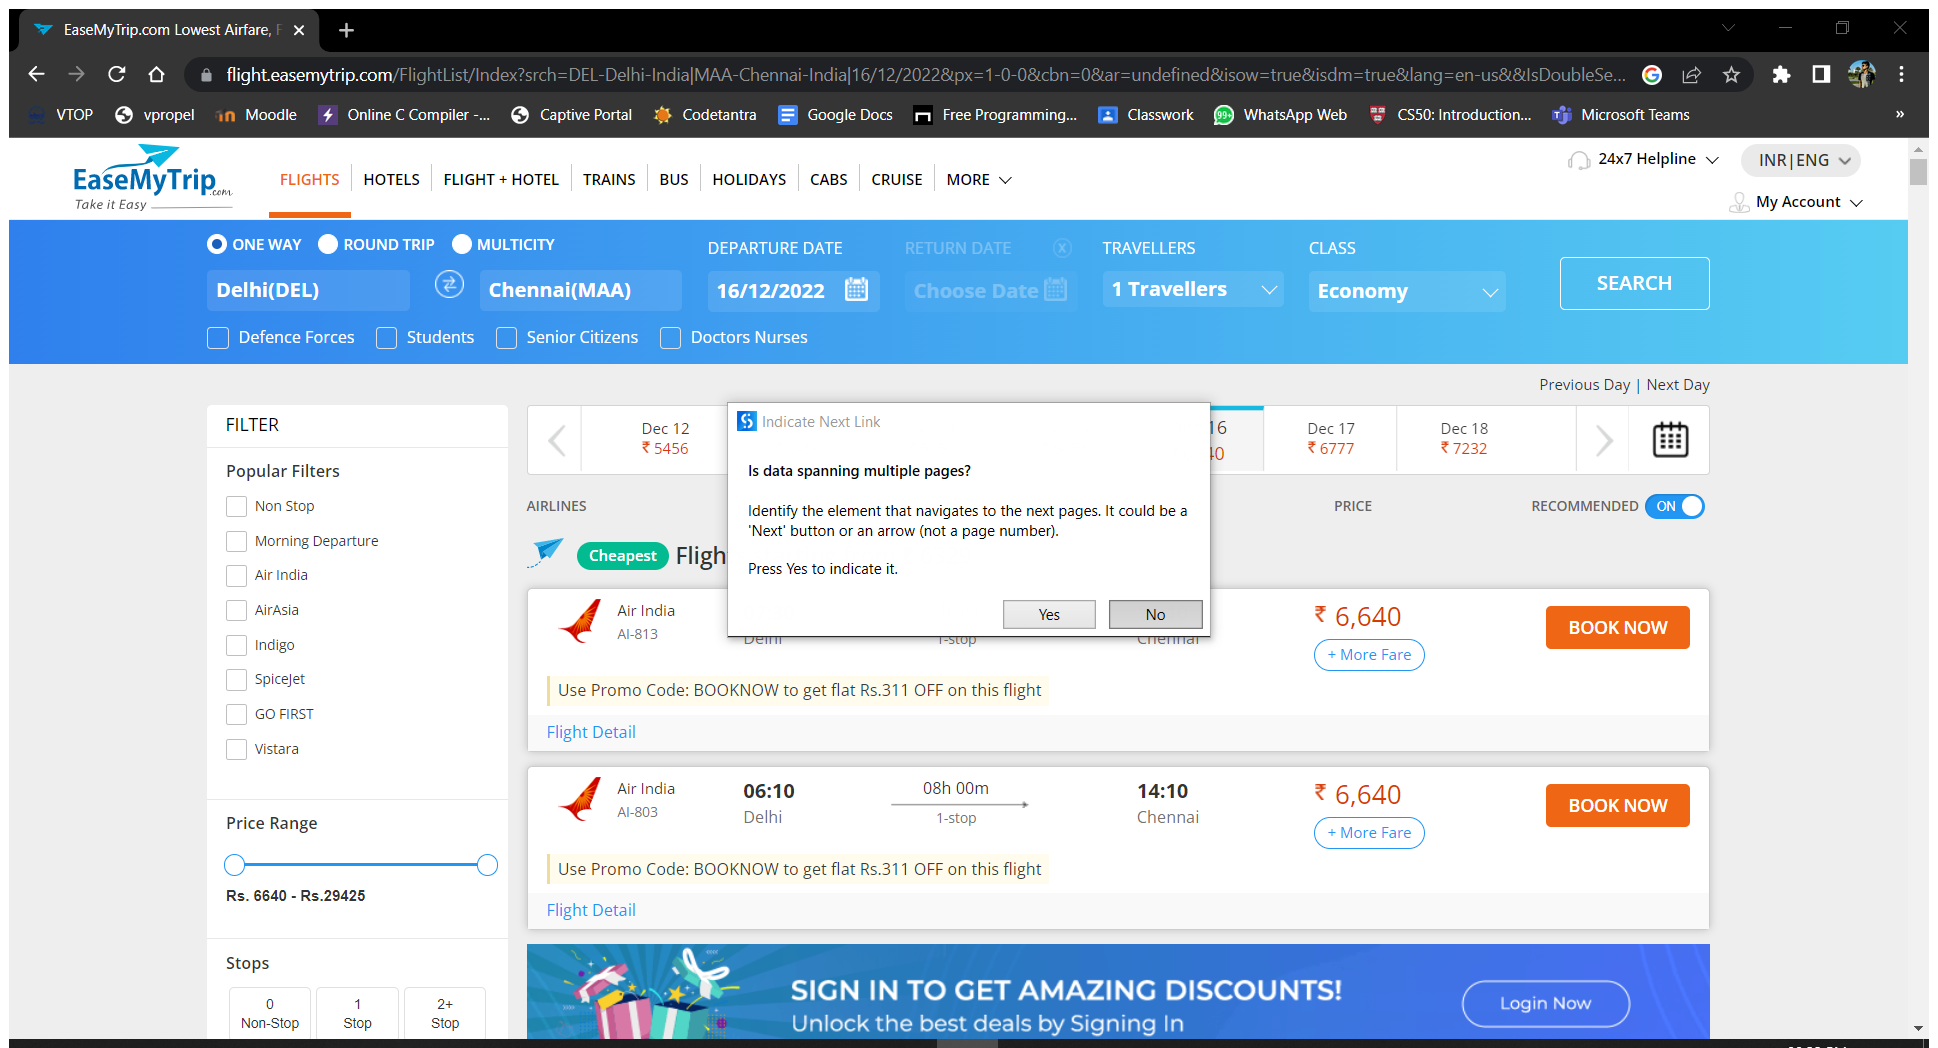 EaseMyTrip.com Lowest Airfare, F
flight.easemytrip.com/FlightList/Index?srch=DEL-Delhi-India|MAA-Chennai-India|16/12/2022&px=1-0-0&cbn=0&ar=undefined&isow=true&isdm=true&lang=en-us&&IsDoubleSe...
VTOP vpropel Moodle Online C Compiler -... Captive Portal Codetantra Google Docs Free Programming... Classwork 99+ WhatsApp Web CS50: Introduction... Microsoft Teams »
EaseMyTrip.com
Take it Easy
FLIGHTS HOTELS FLIGHT + HOTEL TRAINS BUS HOLIDAYS CABS CRUISE MORE
24x7 Helpline INR|ENG
My Account
ONE WAY ROUND TRIP MULTICITY
DEPARTURE DATE RETURN DATE TRAVELLERS CLASS
Delhi(DEL) Chennai(MAA) 16/12/2022 Choose Date 1 Travellers Economy SEARCH
Defence Forces Students Senior Citizens Doctors Nurses
Previous Day | Next Day
FILTER
Popular Filters
Non Stop
Morning Departure
Air India
AirAsia
Indigo
SpiceJet
GO FIRST
Vistara
Price Range
Rs. 6640 - Rs.29425
Stops
0 Non-Stop
1 Stop
2+ Stop
Dec 12
₹ 5456
16
40
Dec 17
₹ 6777
Dec 18
₹ 7232
AIRLINES PRICE RECOMMENDED ON
Cheapest Fligh
Indicate Next Link
Is data spanning multiple pages?
Identify the element that navigates to the next pages. It could be a
'Next' button or an arrow (not a page number).
Press Yes to indicate it.
Yes No
Air India
AI-813
Delhi 1-stop Chennai
₹ 6,640
+ More Fare
BOOK NOW
Use Promo Code: BOOKNOW to get flat Rs.311 OFF on this flight
Flight Detail
Air India
AI-803
06:10
Delhi
08h 00m
1-stop
14:10
Chennai
₹ 6,640
+ More Fare
BOOK NOW
Use Promo Code: BOOKNOW to get flat Rs.311 OFF on this flight
Flight Detail
SIGN IN TO GET AMAZING DISCOUNTS!
Unlock the best deals by Signing In
Login Now